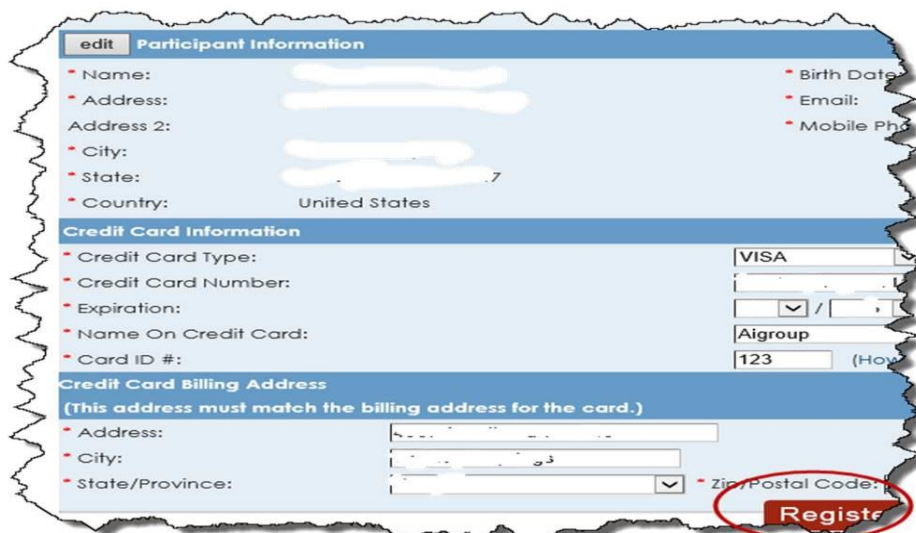 edit Participant Information
* Name:
* Birth Date
* Address:
* Email:
Address 2:
* Mobile Pho
* City:
* State: 7
* Country: United States
Credit Card Information
* Credit Card Type: VISA
* Credit Card Number:
* Expiration: /
* Name On Credit Card: Aigroup
* Card ID #: 123 (How
Credit Card Billing Address
(This address must match the billing address for the card.)
* Address:
* City:
* State/Province: * Zip/Postal Code:
Registe